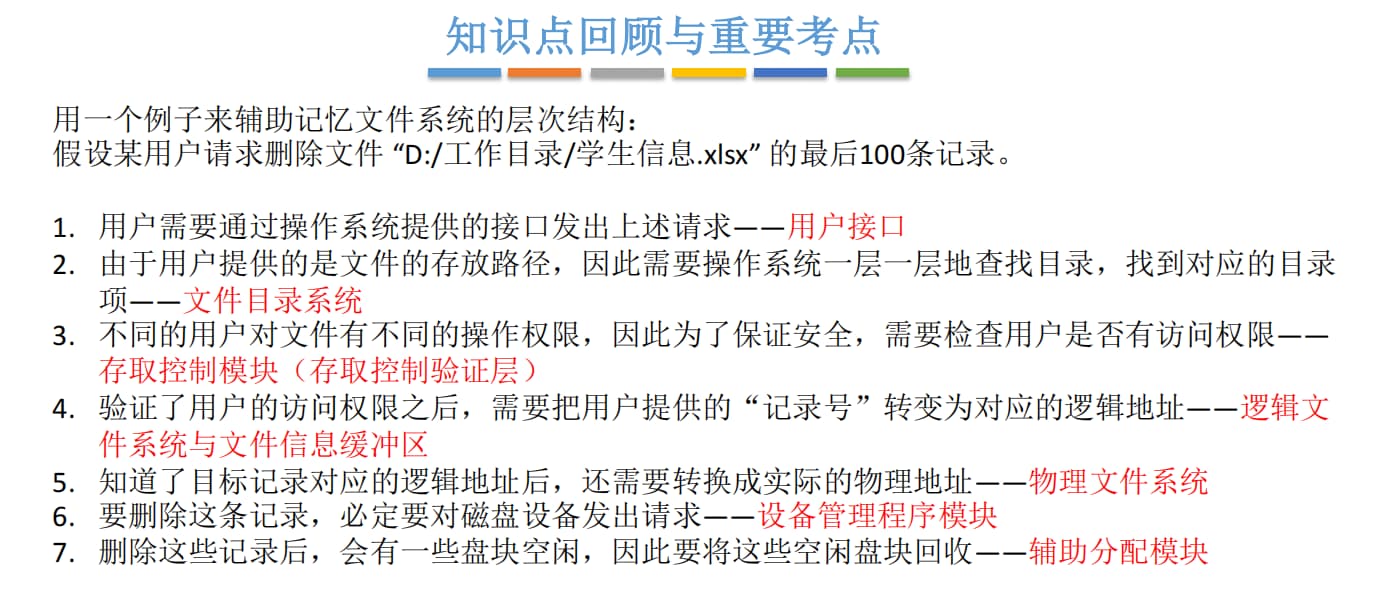 知识点回顾与重要考点
用一个例子来辅助记忆文件系统的层次结构：
假设某用户请求删除文件 “D:/工作目录/学生信息.xlsx” 的最后100条记录。
1. 用户需要通过操作系统提供的接口发出上述请求——用户接口
2. 由于用户提供的是文件的存放路径，因此需要操作系统一层一层地查找目录，找到对应的目录
项——文件目录系统
3. 不同的用户对文件有不同的操作权限，因此为了保证安全，需要检查用户是否有访问权限——
存取控制模块（存取控制验证层）
4. 验证了用户的访问权限之后，需要把用户提供的“记录号”转变为对应的逻辑地址——逻辑文
件系统与文件信息缓冲区
5. 知道了目标记录对应的逻辑地址后，还需要转换成实际的物理地址——物理文件系统
6. 要删除这条记录，必定要对磁盘设备发出请求——设备管理程序模块
7. 删除这些记录后，会有一些盘块空闲，因此要将这些空闲盘块回收——辅助分配模块